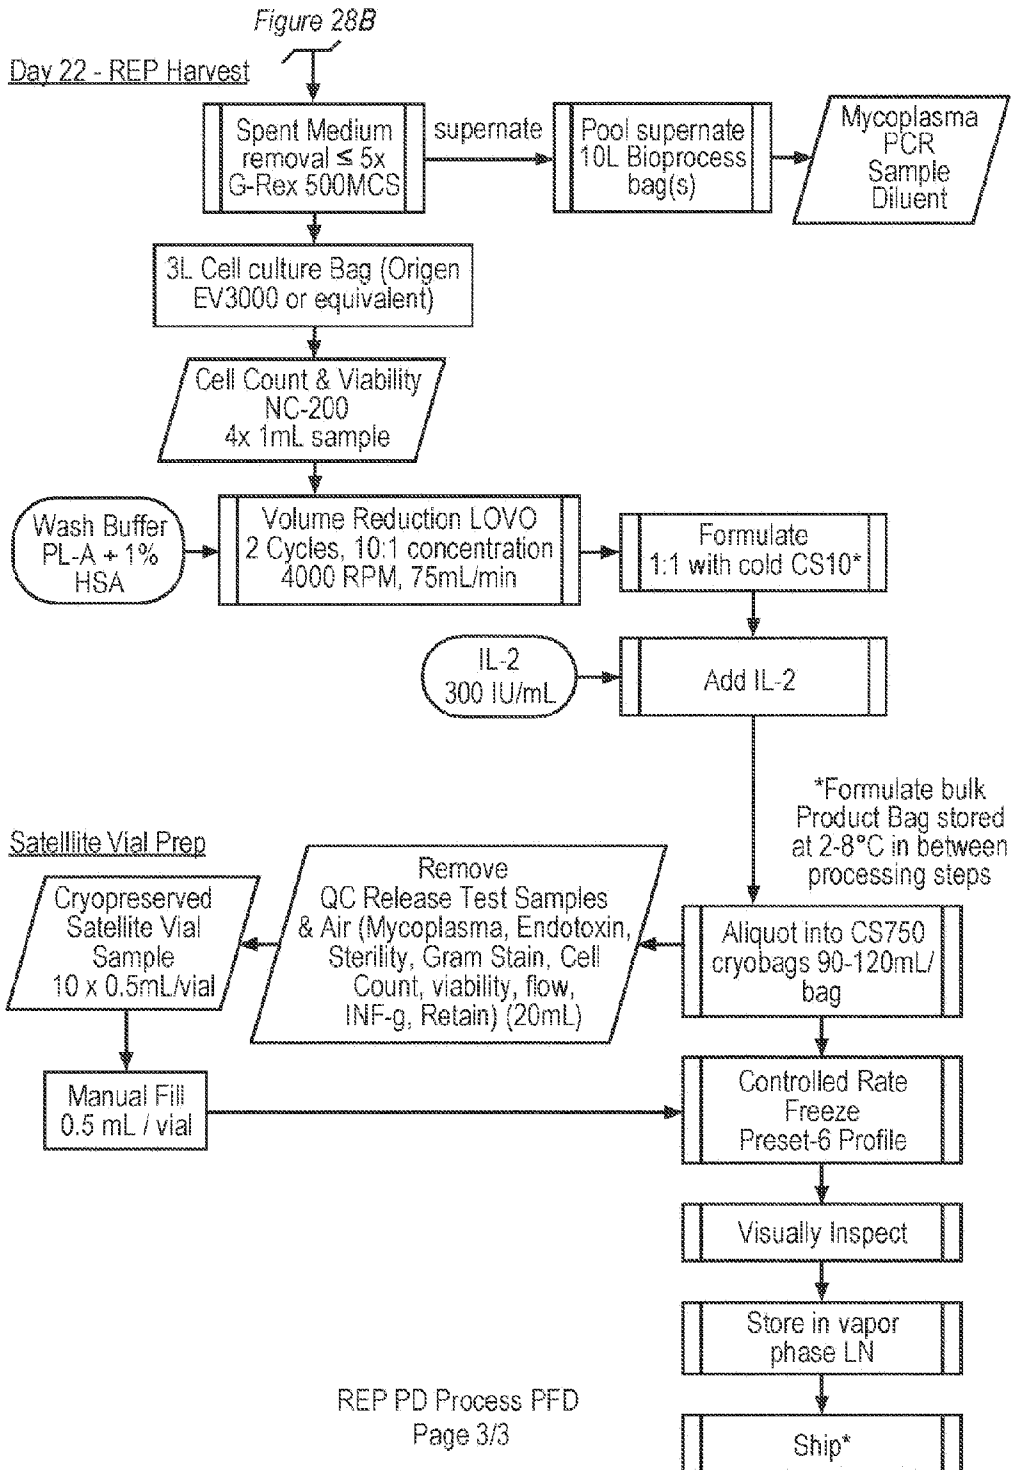 Figure 28B
Day 22 - REP Harvest
Spent Medium
removal ≤ 5x
G-Rex 500MCS
supernate
Pool supernate
10L Bioprocess
bag(s)
Mycoplasma
PCR
Sample
Diluent
3L Cell culture Bag (Origen
EV3000 or equivalent)
Cell Count & Viability
NC-200
4x 1mL sample
Wash Buffer
PL-A + 1%
HSA
Volume Reduction LOVO
2 Cycles, 10:1 concentration
4000 RPM, 75mL/min
Formulate
1:1 with cold CS10*
IL-2
300 IU/mL
Add IL-2
*Formulate bulk
Product Bag stored
at 2-8°C in between
processing steps
Satelllite Vial Prep
Cryopreserved
Satellite Vial
Sample
10 x 0.5mL/vial
Remove
QC Release Test Samples
& Air (Mycoplasma, Endotoxin,
Sterility, Gram Stain, Cell
Count, viability, flow,
INF-g, Retain) (20mL)
Aliquot into CS750
cryobags 90-120mL/
bag
Manual Fill
0.5 mL / vial
Controlled Rate
Freeze
Preset-6 Profile
Visually Inspect
Store in vapor
phase LN
REP PD Process PFD
Page 3/3
Ship*